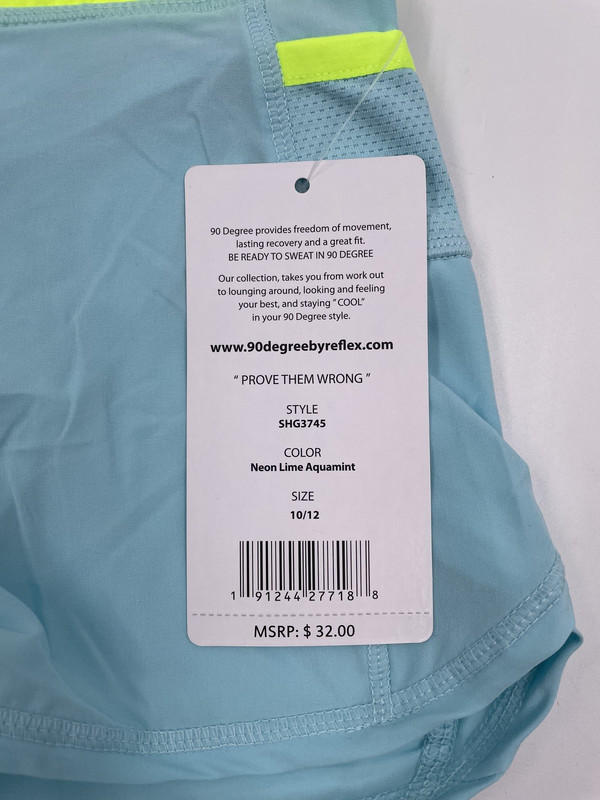 90 Degree provides freedom of movement,
lasting recovery and a great fit.
BE READY TO SWEAT IN 90 DEGREE
Our collection, takes you from work out
to lounging around, looking and feeling
your best, and staying "COOL"
in your 90 Degree style.
www.90degreebyreflex.com
" PROVE THEM WRONG "
STYLE
SHG3745
COLOR
Neon Lime Aquamint
SIZE
10/12
1 91244 27718 8
MSRP: $ 32.00